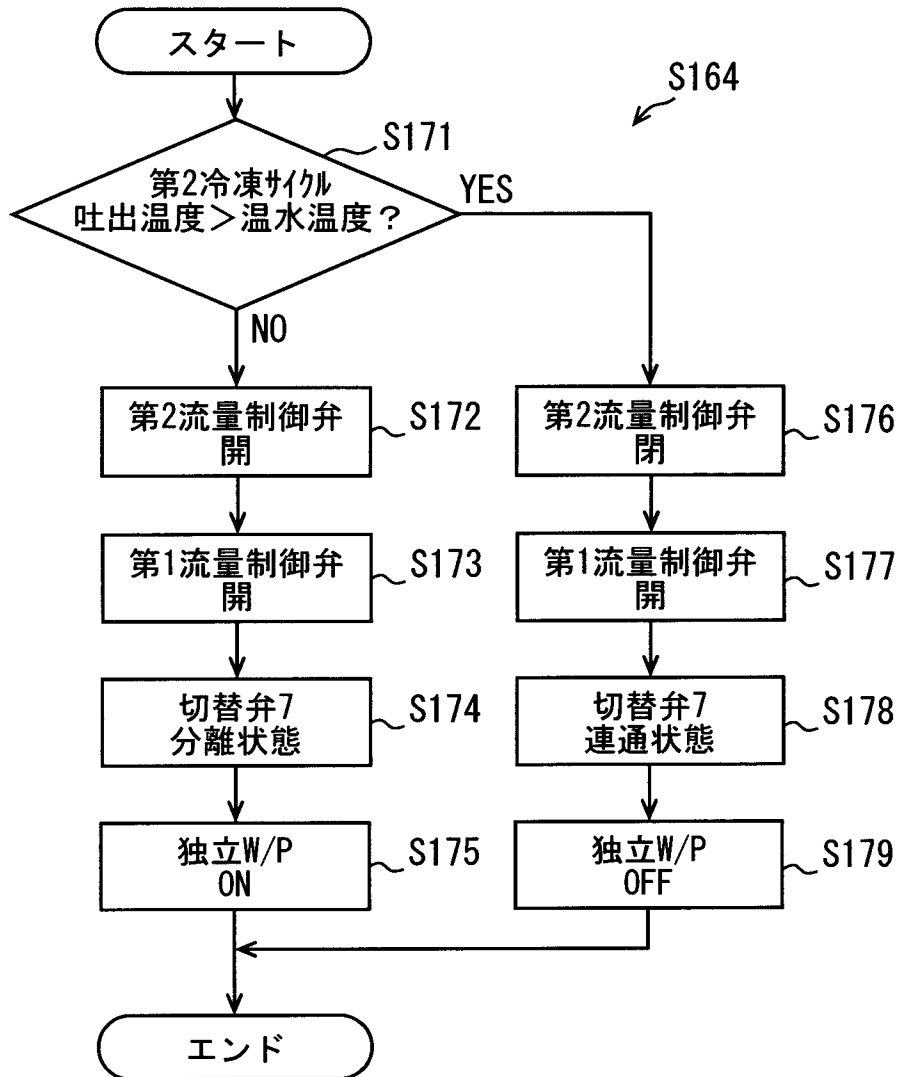 スタート
S164
S171
第2冷凍ｻｲｸﾙ
吐出温度＞温水温度？
YES
NO
第2流量制御弁
開
S172
第1流量制御弁
開
S173
切替弁7
分離状態
S174
独立W/P
ON
S175
第2流量制御弁
閉
S176
第1流量制御弁
開
S177
切替弁7
連通状態
S178
独立W/P
OFF
S179
エンド